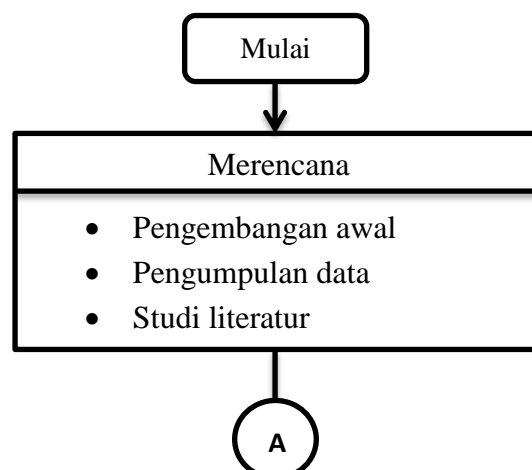 Mulai
Merencana
• Pengembangan awal
• Pengumpulan data
• Studi literatur
A